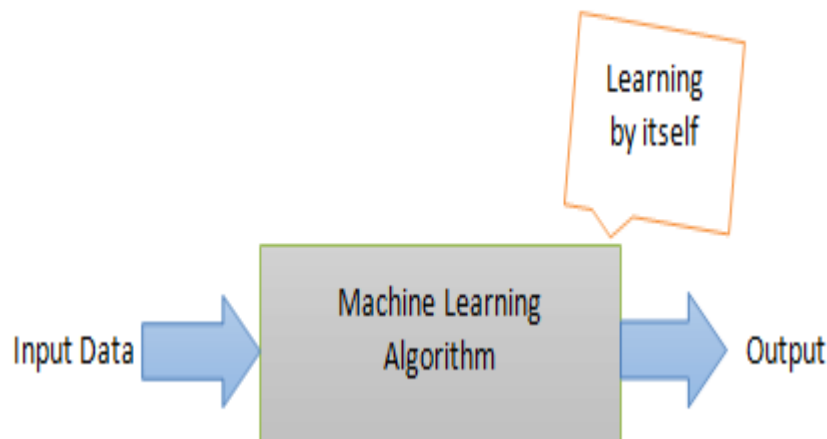 Learning
by itself
Machine Learning
Algorithm
Input Data
Output